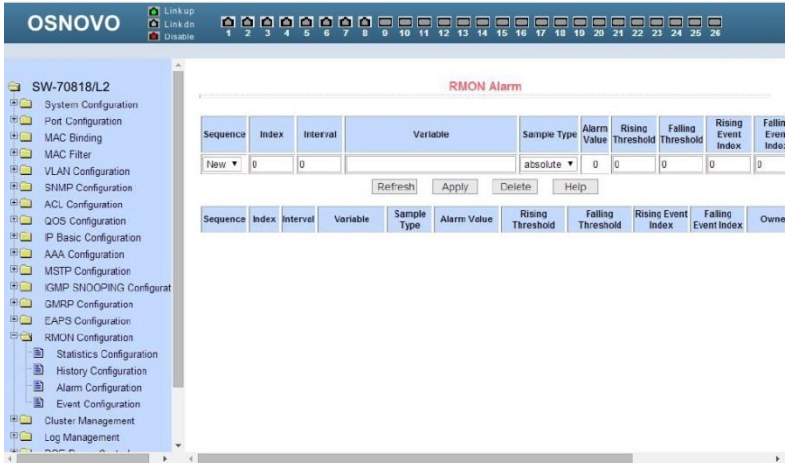 OSNOVO
Link up
Link dn
Disable
1 2 3 4 5 6 7 8 9 10 11 12 13 14 15 16 17 18 19 20 21 22 23 24 25 26
SW-70818/L2
System Configuration
Port Configuration
MAC Binding
MAC Filter
VLAN Configuration
SNMP Configuration
ACL Configuration
QOS Configuration
IP Basic Configuration
AAA Configuration
MSTP Configuration
IGMP SNOOPING Configurat
GMRP Configuration
EAPS Configuration
RMON Configuration
Statistics Configuration
History Configuration
Alarm Configuration
Event Configuration
Cluster Management
Log Management
RMON Alarm
Sequence Index Interval Variable Sample Type Alarm Value Rising Threshold Falling Threshold Rising Event Index Fallin Even Inde
New 0 0 absolute 0 0 0 0 0
Refresh Apply Delete Help
Sequence Index Interval Variable Sample Type Alarm Value Rising Threshold Falling Threshold Rising Event Index Falling Event Index Owne